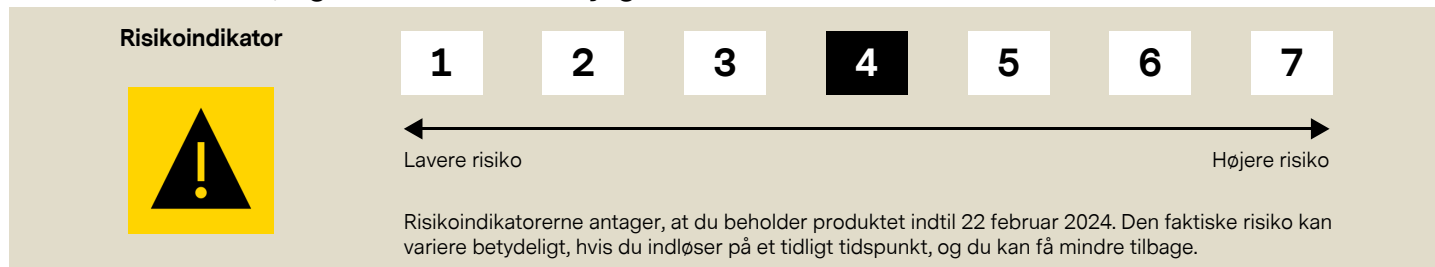 Risikoindikator
1 2 3 4 5 6 7
Lavere risiko Højere risiko
Risikoindikatorerne antager, at du beholder produktet indtil 22 februar 2024. Den faktiske risiko kan
variere betydeligt, hvis du indløser på et tidligt tidspunkt, og du kan få mindre tilbage.